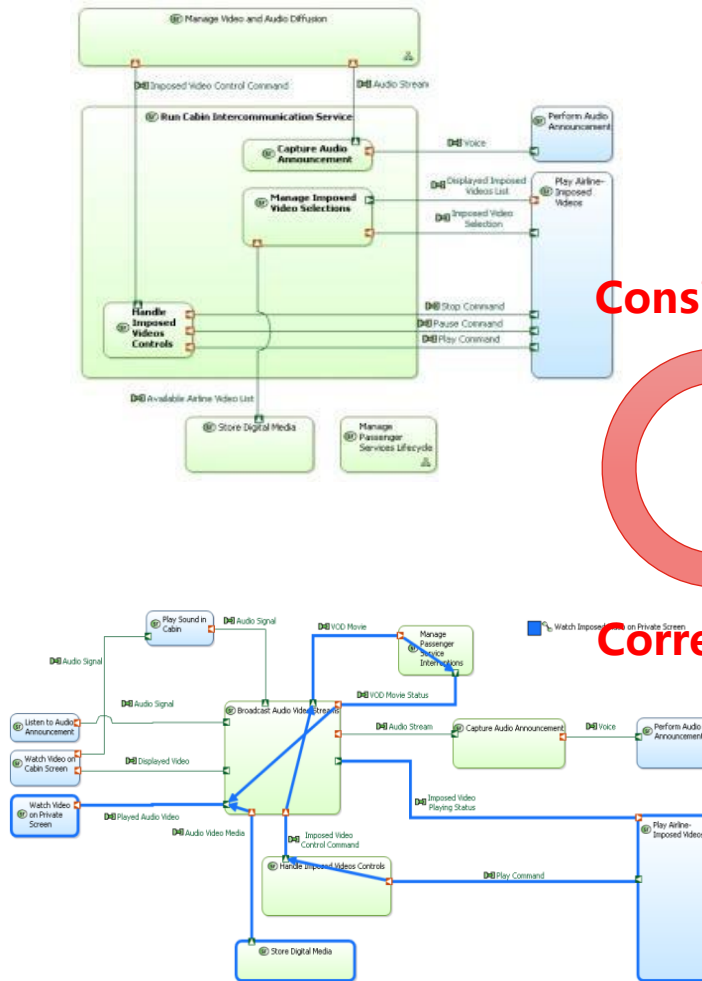 Manage Video and Audio Diffusion
Imposed Video Control Command
Audio Stream
Run Cabin Intercommunication Service
Perform Audio
Announcement
Capture Audio
Announcement
Voice
Displayed Imposed
Videos List
Play Airline-
Imposed
Videos
Manage Imposed
Video Selections
Imposed Video
Selection
Handle
Imposed
Videos
Controls
Stop Command
Pause Command
Play Command
Cons
Available Airline Video List
Store Digital Media
Manage
Passenger
Services Lifecycle
Play Sound in
Cabin
Audio Signal
VOD Movie
Manage
Passenger
Service
Interruptions
Watch Imposed on Private Screen
Corre
Audio Signal
Audio Signal
Broadcast Audio Video Streams
VOD Movie Status
Listen to Audio
Announcement
Audio Stream
Capture Audio Announcement
Voice
Perform Audio
Announcement
Watch Video on
Cabin Screen
Displayed Video
Watch Video
on Private
Screen
Played Audio Video
Audio Video Media
Imposed Video
Playing Status
Imposed Video
Control Command
Play Airline-
Imposed Videos
Handle Imposed Videos Controls
Play Command
Store Digital Media